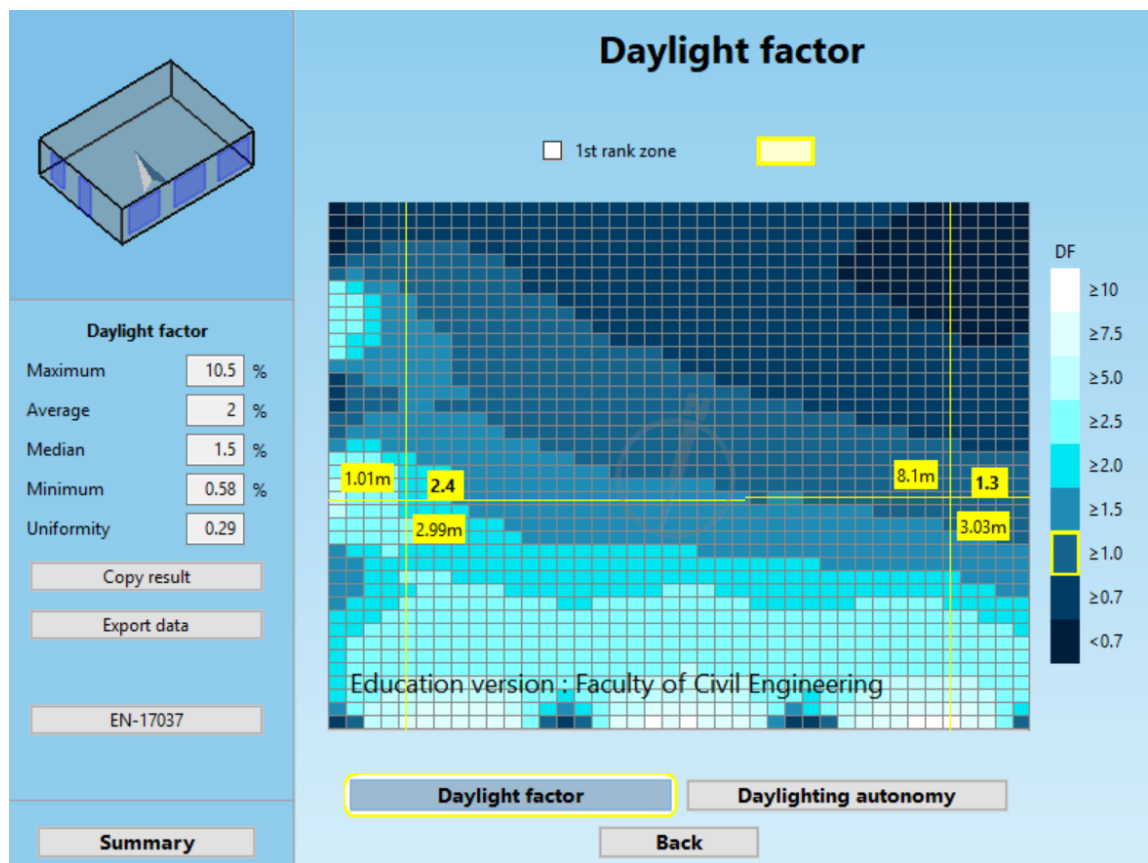 Daylight factor
1st rank zone
Daylight factor
Maximum 10.5 %
Average 2 %
Median 1.5 %
Minimum 0.58 %
Uniformity 0.29
Copy result
Export data
EN-17037
Summary
1.01m
2.4
2.99m
8.1m
1.3
3.03m
Education version : Faculty of Civil Engineering
DF
≥10
≥7.5
≥5.0
≥2.5
≥2.0
≥1.5
≥1.0
≥0.7
<0.7
Daylight factor
Daylighting autonomy
Back